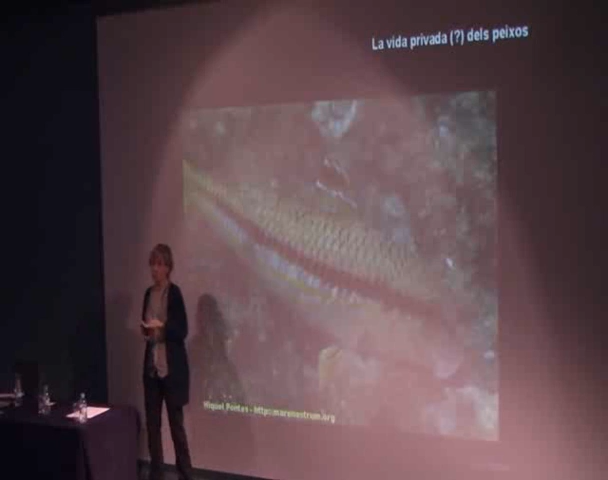 La vida privada (?) dels peixos
Miquel Pontes - http:marenostrum.org